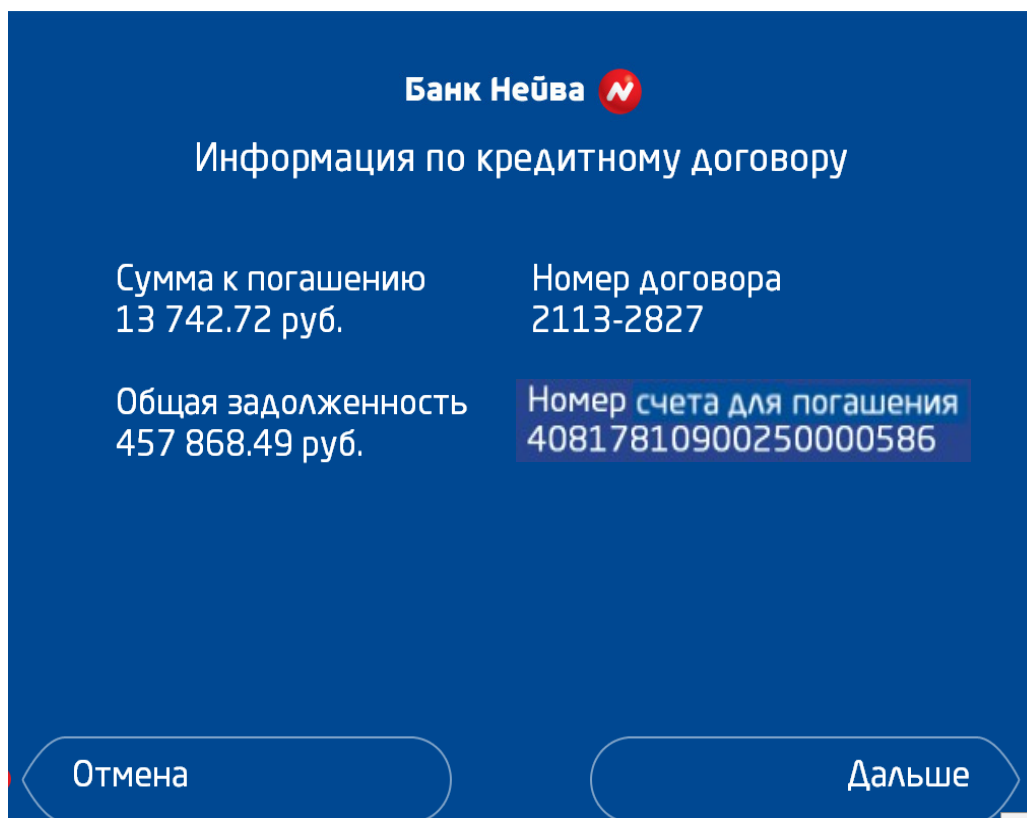 Банк Нейва
Информация по кредитному договору
Сумма к погашению
13 742.72 руб.
Номер договора
2113-2827
Общая задолженность
457 868.49 руб.
Номер счета для погашения
40817810900250000586
Отмена
Дальше